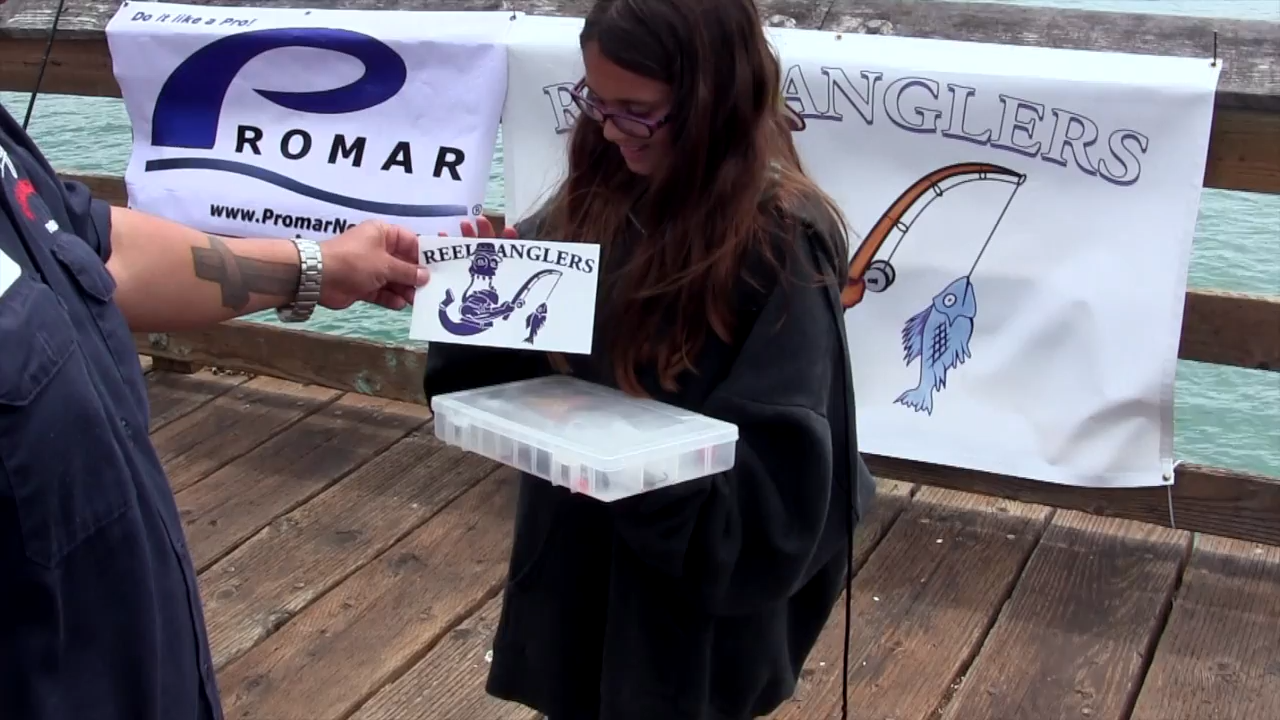 Do it like a Pro!
PROMAR
www.PromarNe
R ANGLERS
REEL ANGLERS